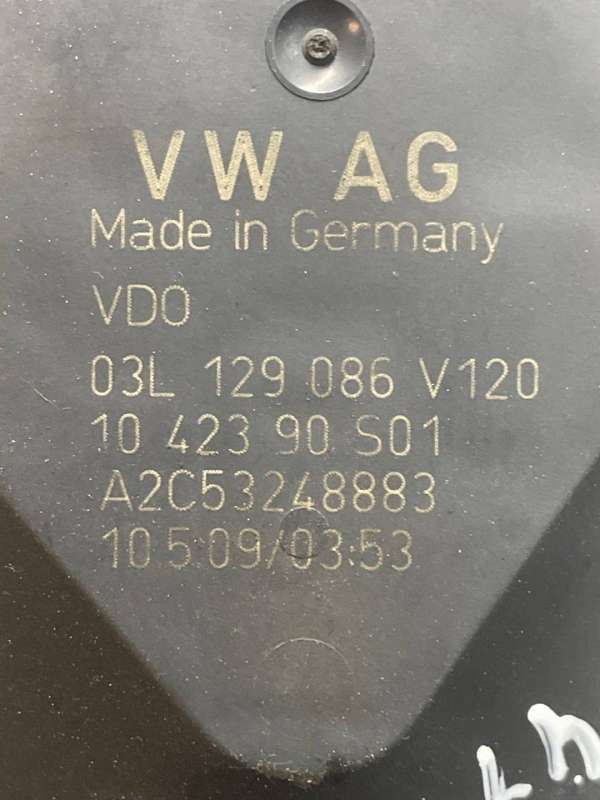 VW AG
Made in Germany
VDO
03L 129 086 V120
10 423 90 S01
A2C53248883
10.5.09/03:53